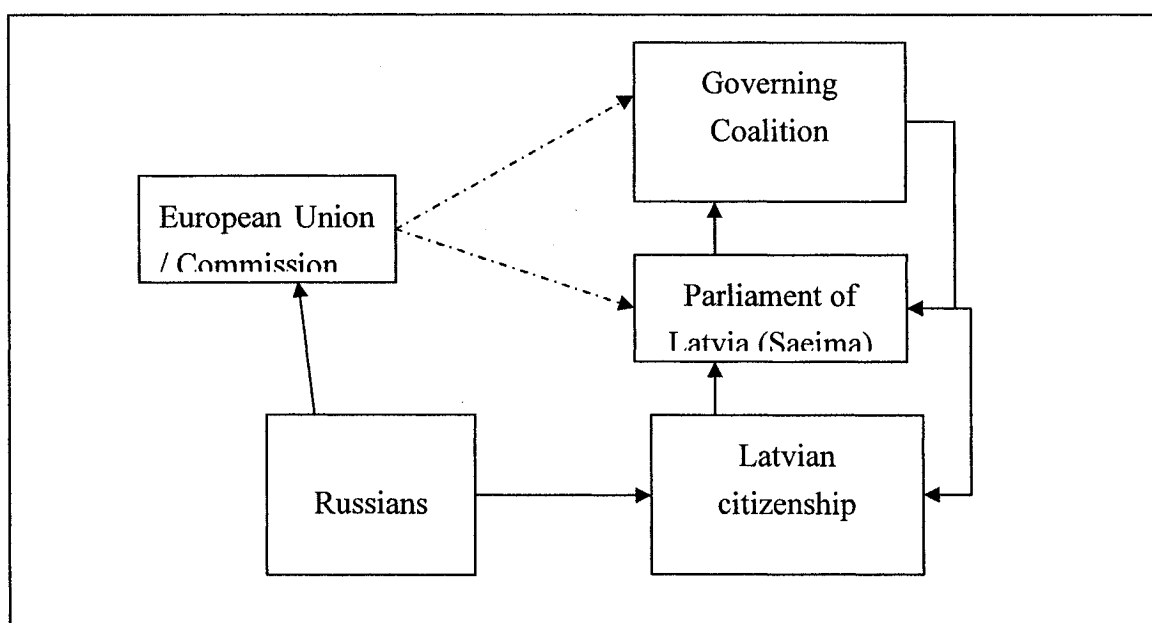 Governing
Coalition
European Union
/ Commission
Parliament of
Latvia (Saeima)
Russians
Latvian
citizenship